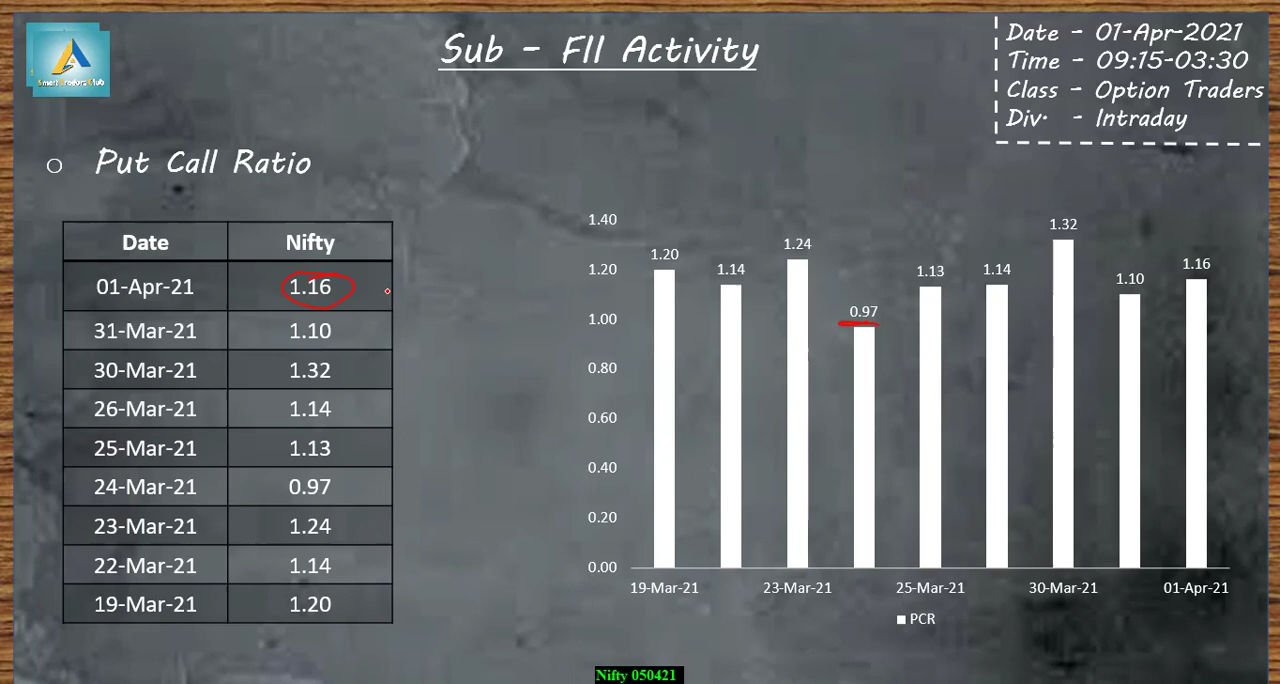 Smart Traders Club
Sub - FII Activity
Date - 01-Apr-2021
Time - 09:15-03:30
Class - Option Traders
Div. - Intraday
Put Call Ratio
Date Nifty
01-Apr-21 1.16
31-Mar-21 1.10
30-Mar-21 1.32
26-Mar-21 1.14
25-Mar-21 1.13
24-Mar-21 0.97
23-Mar-21 1.24
22-Mar-21 1.14
19-Mar-21 1.20
1.40
1.20
1.00
0.80
0.60
0.40
0.20
0.00
1.20 1.14 1.24 0.97 1.13 1.14 1.32 1.10 1.16
19-Mar-21 23-Mar-21 25-Mar-21 30-Mar-21 01-Apr-21
PCR
Nifty 050421